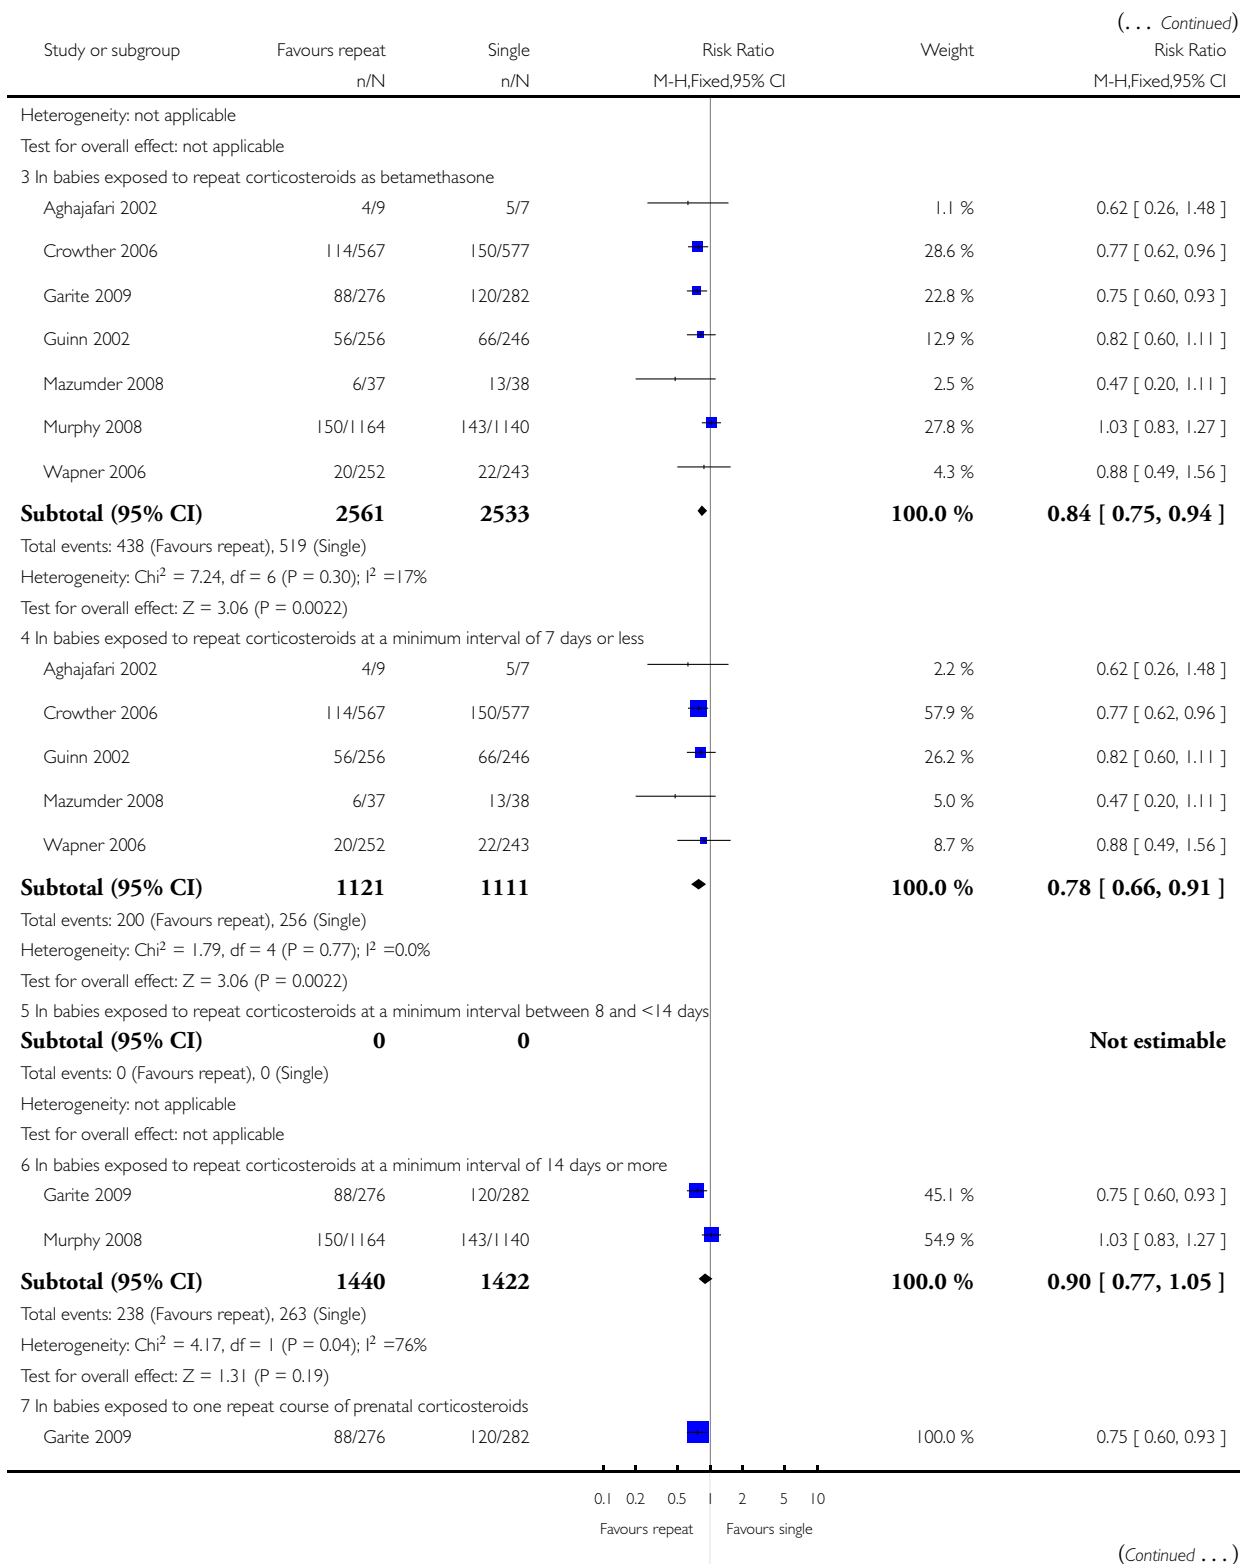 (... Continued)
Study or subgroup Favours repeat Single Risk Ratio Weight Risk Ratio
n/N n/N M-H,Fixed,95% CI M-H,Fixed,95% CI
Heterogeneity: not applicable
Test for overall effect: not applicable
3 In babies exposed to repeat corticosteroids as betamethasone
Aghajafari 2002 4/9 5/7 1.1 % 0.62 [ 0.26, 1.48 ]
Crowther 2006 114/567 150/577 28.6 % 0.77 [ 0.62, 0.96 ]
Garite 2009 88/276 120/282 22.8 % 0.75 [ 0.60, 0.93 ]
Guinn 2002 56/256 66/246 12.9 % 0.82 [ 0.60, 1.11 ]
Mazumder 2008 6/37 13/38 2.5 % 0.47 [ 0.20, 1.11 ]
Murphy 2008 150/1164 143/1140 27.8 % 1.03 [ 0.83, 1.27 ]
Wapner 2006 20/252 22/243 4.3 % 0.88 [ 0.49, 1.56 ]
Subtotal (95% CI) 2561 2533 100.0 % 0.84 [ 0.75, 0.94 ]
Total events: 438 (Favours repeat), 519 (Single)
Heterogeneity: Chi² = 7.24, df = 6 (P = 0.30); I² =17%
Test for overall effect: Z = 3.06 (P = 0.0022)
4 In babies exposed to repeat corticosteroids at a minimum interval of 7 days or less
Aghajafari 2002 4/9 5/7 2.2 % 0.62 [ 0.26, 1.48 ]
Crowther 2006 114/567 150/577 57.9 % 0.77 [ 0.62, 0.96 ]
Guinn 2002 56/256 66/246 26.2 % 0.82 [ 0.60, 1.11 ]
Mazumder 2008 6/37 13/38 5.0 % 0.47 [ 0.20, 1.11 ]
Wapner 2006 20/252 22/243 8.7 % 0.88 [ 0.49, 1.56 ]
Subtotal (95% CI) 1121 1111 100.0 % 0.78 [ 0.66, 0.91 ]
Total events: 200 (Favours repeat), 256 (Single)
Heterogeneity: Chi² = 1.79, df = 4 (P = 0.77); I² =0.0%
Test for overall effect: Z = 3.06 (P = 0.0022)
5 In babies exposed to repeat corticosteroids at a minimum interval between 8 and <14 days
Subtotal (95% CI) 0 0 Not estimable
Total events: 0 (Favours repeat), 0 (Single)
Heterogeneity: not applicable
Test for overall effect: not applicable
6 In babies exposed to repeat corticosteroids at a minimum interval of 14 days or more
Garite 2009 88/276 120/282 45.1 % 0.75 [ 0.60, 0.93 ]
Murphy 2008 150/1164 143/1140 54.9 % 1.03 [ 0.83, 1.27 ]
Subtotal (95% CI) 1440 1422 100.0 % 0.90 [ 0.77, 1.05 ]
Total events: 238 (Favours repeat), 263 (Single)
Heterogeneity: Chi² = 4.17, df = 1 (P = 0.04); I² =76%
Test for overall effect: Z = 1.31 (P = 0.19)
7 In babies exposed to one repeat course of prenatal corticosteroids
Garite 2009 88/276 120/282 100.0 % 0.75 [ 0.60, 0.93 ]
0.1 0.2 0.5 1 2 5 10
Favours repeat Favours single
(Continued ...)